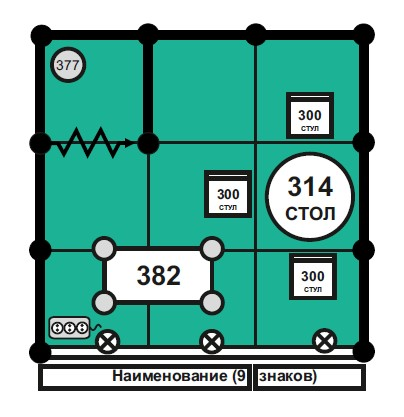 377
300
СТУЛ
314
СТОЛ
300
СТУЛ
382
300
СТУЛ
Наименование (9 знаков)